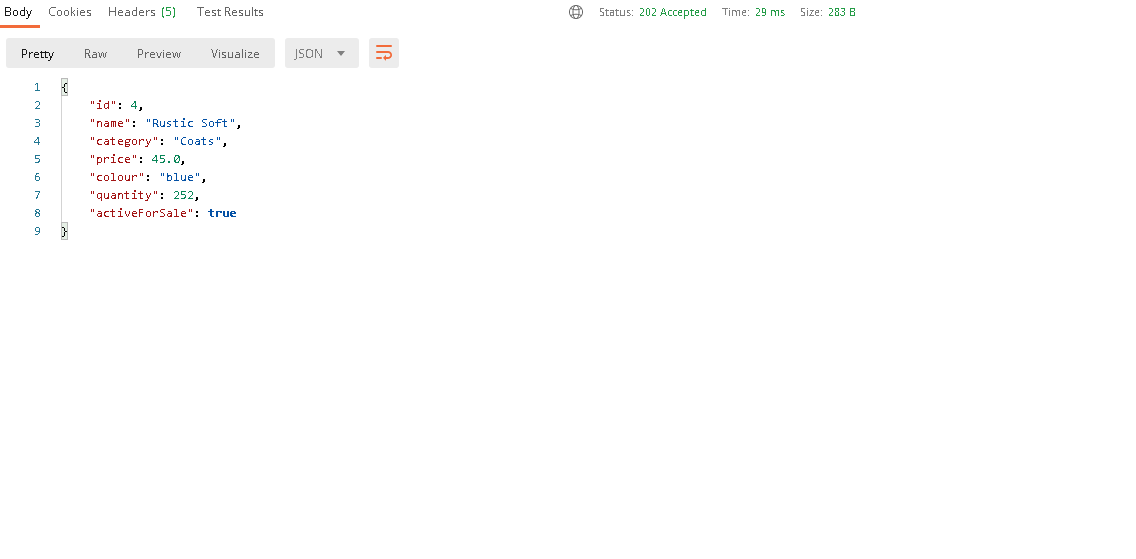 Body Cookies Headers (5) Test Results Status: 202 Accepted Time: 29 ms Size: 283 B
Pretty Raw Preview Visualize JSON
1 {
2 "id": 4,
3 "name": "Rustic Soft",
4 "category": "Coats",
5 "price": 45.0,
6 "colour": "blue",
7 "quantity": 252,
8 "activeForSale": true
9 }